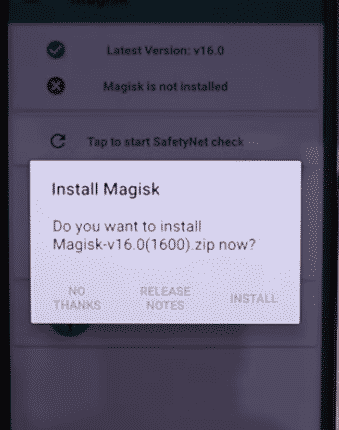 Magisk
Latest Version: v16.0
Magisk is not installed
Tap to start SafetyNet check
Install Magisk
Do you want to install
Magisk-v16.0(1600).zip now?
NO
THANKS
RELEASE
NOTES
INSTALL